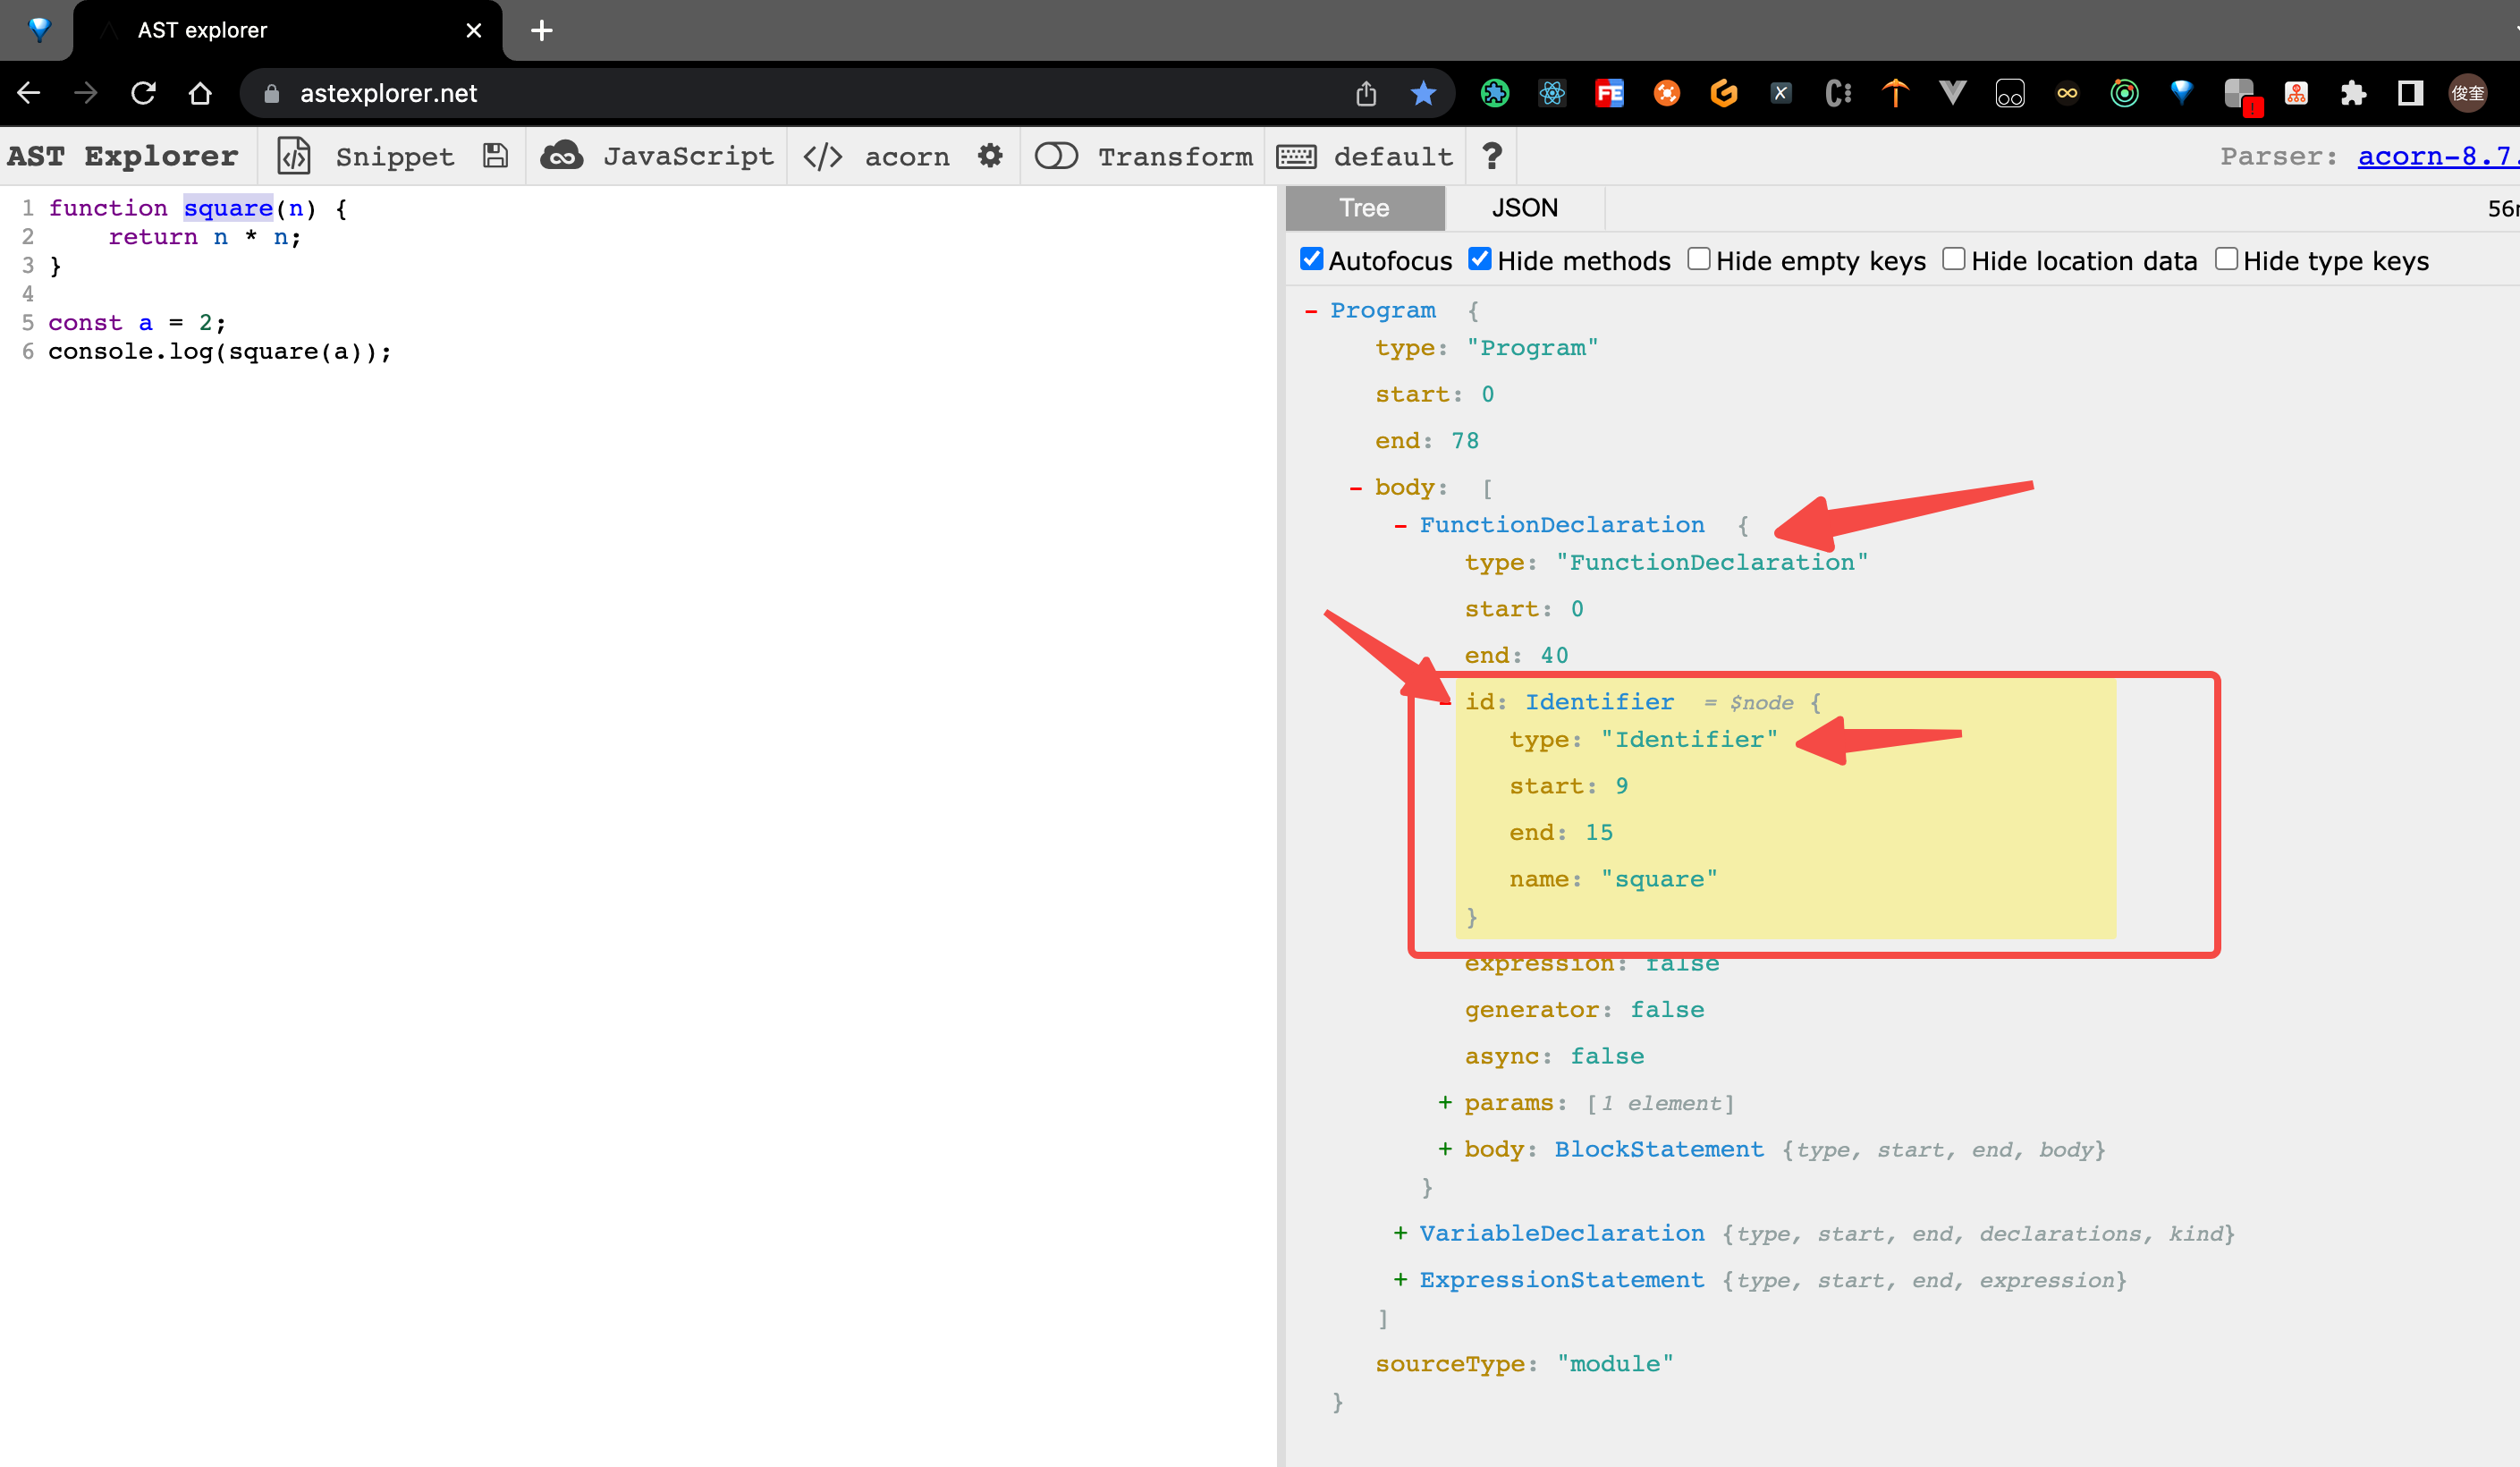 AST explorer
astexplorer.net
俊奎
AST Explorer Snippet JavaScript </> acorn Transform default ? Parser: acorn-8.7.
1 function square(n) {
2 return n * n;
3 }
4
5 const a = 2;
6 console.log(square(a));
Tree JSON
Autofocus Hide methods Hide empty keys Hide location data Hide type keys
- Program {
type: "Program"
start: 0
end: 78
- body: [
- FunctionDeclaration {
type: "FunctionDeclaration"
start: 0
end: 40
- id: Identifier = $node {
type: "Identifier"
start: 9
end: 15
name: "square"
}
expression: false
generator: false
async: false
+ params: [1 element]
+ body: BlockStatement {type, start, end, body}
}
+ VariableDeclaration {type, start, end, declarations, kind}
+ ExpressionStatement {type, start, end, expression}
]
sourceType: "module"
}